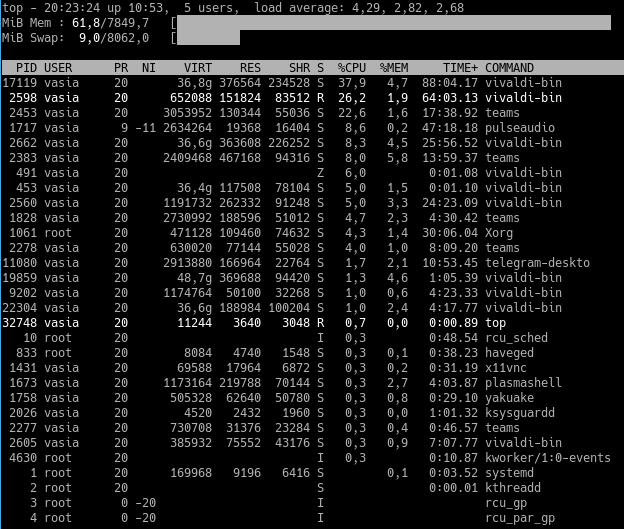 top - 20:23:24 up 10:53,  5 users,  load average: 4,29, 2,82, 2,68
MiB Mem : 61,8/7849,7   [
MiB Swap:  9,0/8062,0   [
PID USER PR NI VIRT RES SHR S %CPU %MEM TIME+ COMMAND
17119 vasia 20 36,8g 376564 234528 S 37,9 4,7 88:04.17 vivaldi-bin
2598 vasia 20 652088 151824 83512 R 26,2 1,9 64:03.13 vivaldi-bin
2453 vasia 20 3053952 130344 55036 S 22,6 1,6 17:38.92 teams
1717 vasia 9 -11 2634264 19368 16404 S 8,6 0,2 47:18.18 pulseaudio
2662 vasia 20 36,6g 363608 226252 S 8,3 4,5 25:56.52 vivaldi-bin
2383 vasia 20 2409468 467168 94316 S 8,0 5,8 13:59.37 teams
491 vasia 20 Z 6,0 0:01.08 vivaldi-bin
453 vasia 20 36,4g 117508 78104 S 5,0 1,5 0:01.10 vivaldi-bin
2560 vasia 20 1191732 262332 91248 S 5,0 3,3 24:23.09 vivaldi-bin
1828 vasia 20 2730992 188596 51012 S 4,7 2,3 4:30.42 teams
1061 root 20 471128 109460 74632 S 4,3 1,4 30:06.04 Xorg
2278 vasia 20 630020 77144 55028 S 4,0 1,0 8:09.20 teams
11080 vasia 20 2913880 166964 22764 S 1,7 2,1 10:53.45 telegram-deskto
19859 vasia 20 48,7g 369688 94420 S 1,3 4,6 1:05.39 vivaldi-bin
9202 vasia 20 1174764 50100 32268 S 1,0 0,6 4:23.33 vivaldi-bin
22304 vasia 20 36,6g 188984 100204 S 1,0 2,4 4:17.77 vivaldi-bin
32748 vasia 20 11244 3640 3048 R 0,7 0,0 0:00.89 top
10 root 20 I 0,3 0:48.54 rcu_sched
833 root 20 8084 4740 1548 S 0,3 0,1 0:38.23 haveged
1431 vasia 20 69588 17964 6872 S 0,3 0,2 0:31.19 x11vnc
1673 vasia 20 1173164 219788 70144 S 0,3 2,7 4:03.87 plasmashell
1758 vasia 20 505328 62640 50780 S 0,3 0,8 0:29.10 yakuake
2026 vasia 20 4520 2432 1960 S 0,3 0,0 1:01.32 ksysguardd
2277 vasia 20 730708 31376 23284 S 0,3 0,4 0:46.57 teams
2605 vasia 20 385932 75552 43176 S 0,3 0,9 7:07.77 vivaldi-bin
4630 root 20 I 0,3 0:10.87 kworker/1:0-events
1 root 20 169968 9196 6416 S 0,1 0:03.52 systemd
2 root 20 S 0:00.01 kthreadd
3 root 0 -20 I rcu_gp
4 root 0 -20 I rcu_par_gp